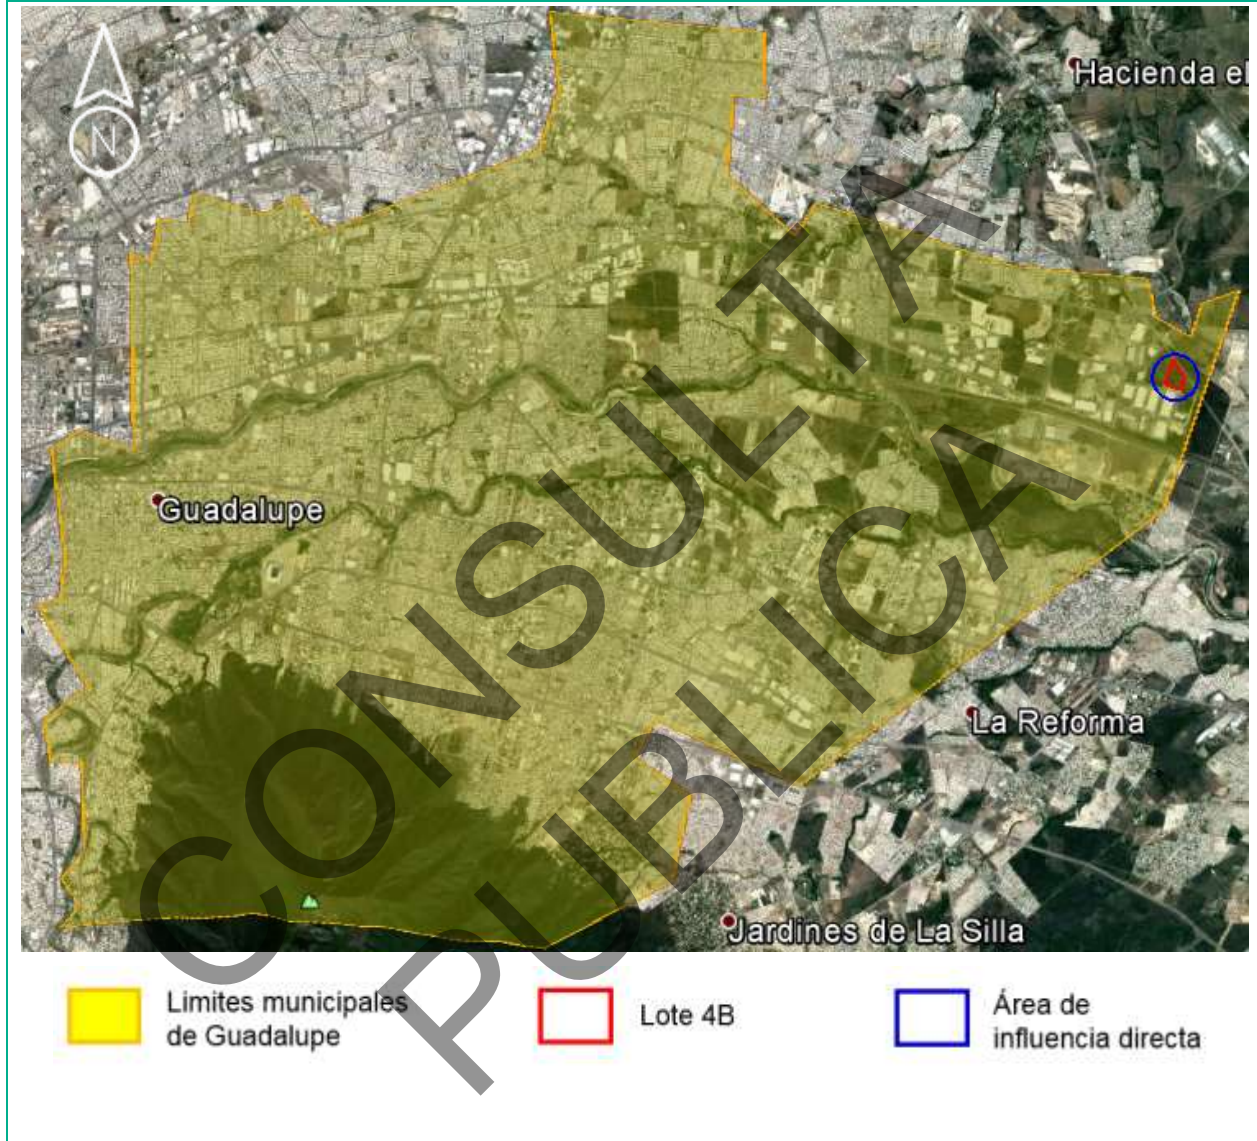 N
Hacienda el
Guadalupe
La Reforma
Jardines de La Silla
CONSULTA
PUBLICA
Limites municipales
de Guadalupe
Lote 4B
Área de
influencia directa